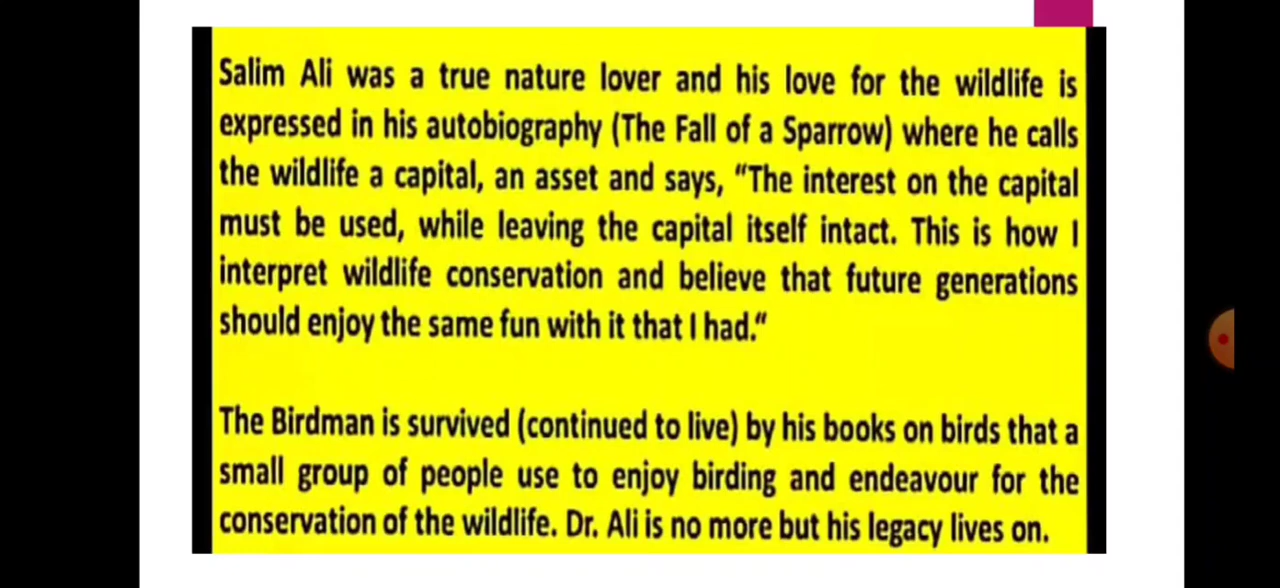 Salim Ali was a true nature lover and his love for the wildlife is
expressed in his autobiography (The Fall of a Sparrow) where he calls
the wildlife a capital, an asset and says, “The interest on the capital
must be used, while leaving the capital itself intact. This is how I
interpret wildlife conservation and believe that future generations
should enjoy the same fun with it that I had.“
The Birdman is survived (continued to live) by his books on birds that a
small group of people use to enjoy birding and endeavour for the
conservation of the wildlife. Dr. Ali is no more but his legacy lives on.